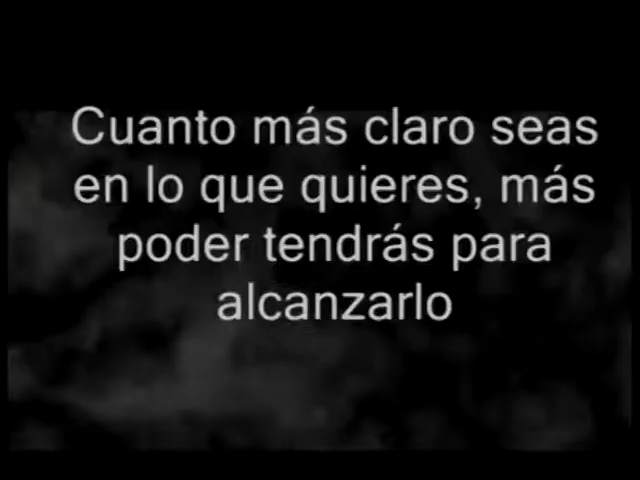 Cuanto más claro seas
en lo que quieres, más
poder tendrás para
alcanzarlo